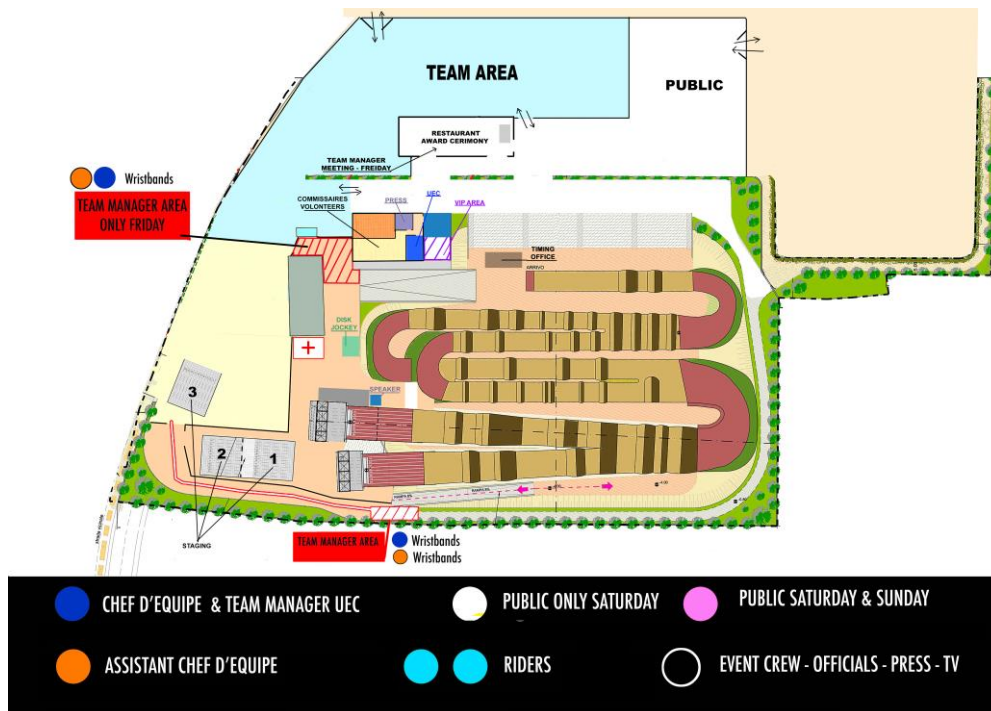 TEAM AREA
PUBLIC
RESTAURANT
AWARD CERIMONY
TEAM MANAGER
MEETING - FREIDAY
Wristbands
TEAM MANAGER AREA
ONLY FRIDAY
COMMISSAIRES
VOLONTEERS
PRESS
UEC
VIP AREA
TIMING
OFFICE
ARRIVO
DISK
JOCKEY
SPEAKER
3
2
1
STAGING
TEAM MANAGER AREA
Wristbands
Wristbands
CHEF D'EQUIPE & TEAM MANAGER UEC
PUBLIC ONLY SATURDAY
PUBLIC SATURDAY & SUNDAY
ASSISTANT CHEF D'EQUIPE
RIDERS
EVENT CREW - OFFICIALS - PRESS - TV